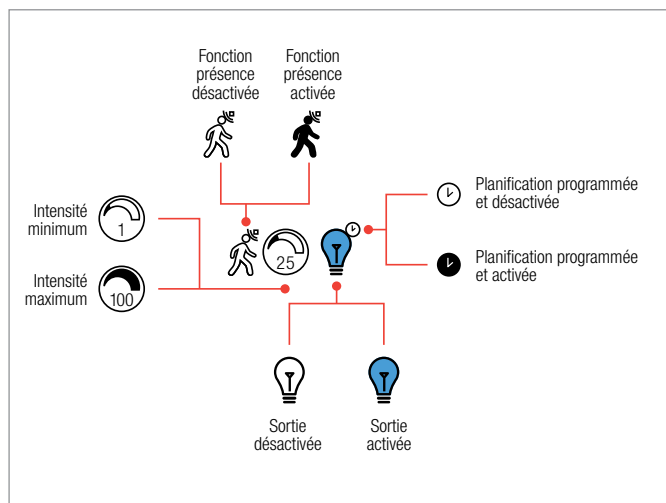 Fonction
présence
désactivée
Fonction
présence
activée
Intensité
minimum
1
Intensité
maximum
100
25
Planification programmée
et désactivée
Planification programmée
et activée
Sortie
désactivée
Sortie
activée